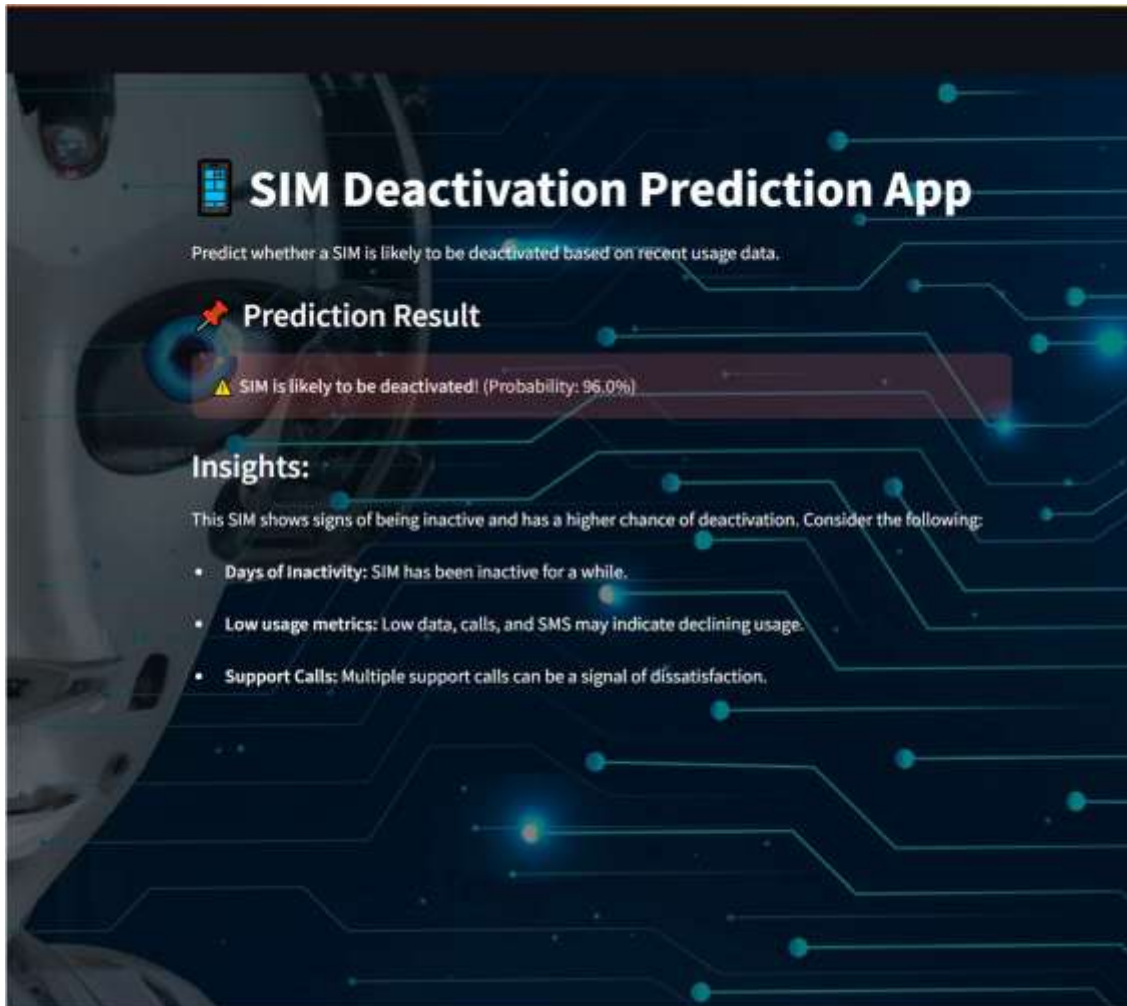 SIM Deactivation Prediction App
Predict whether a SIM is likely to be deactivated based on recent usage data.
Prediction Result
SIM is likely to be deactivated! (Probability: 96.0%)
Insights:
This SIM shows signs of being inactive and has a higher chance of deactivation. Consider the following:
• Days of Inactivity: SIM has been inactive for a while.
• Low usage metrics: Low data, calls, and SMS may indicate declining usage.
• Support Calls: Multiple support calls can be a signal of dissatisfaction.